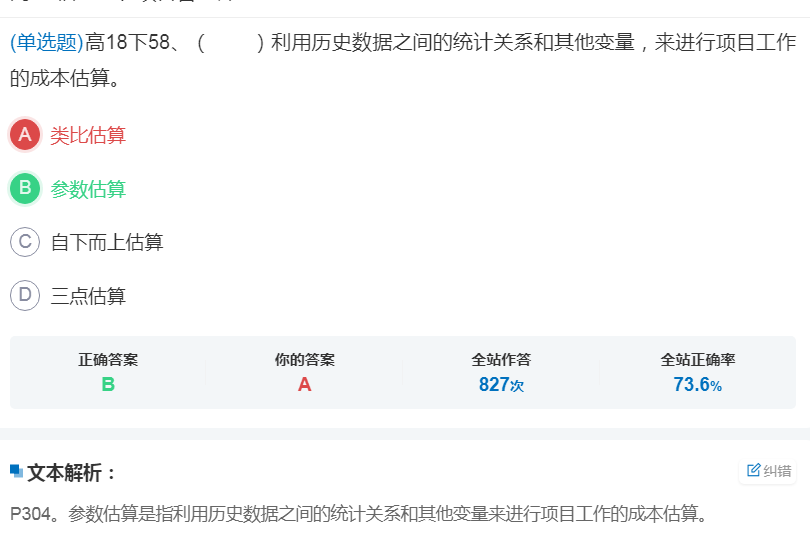 (单选题)高18下58、（　　）利用历史数据之间的统计关系和其他变量，来进行项目工作
的成本估算。
A 类比估算
B 参数估算
C 自下而上估算
D 三点估算
正确答案 你的答案 全站作答 全站正确率
B A 827次 73.6%
文本解析： 纠错
P304。参数估算是指利用历史数据之间的统计关系和其他变量来进行项目工作的成本估算。